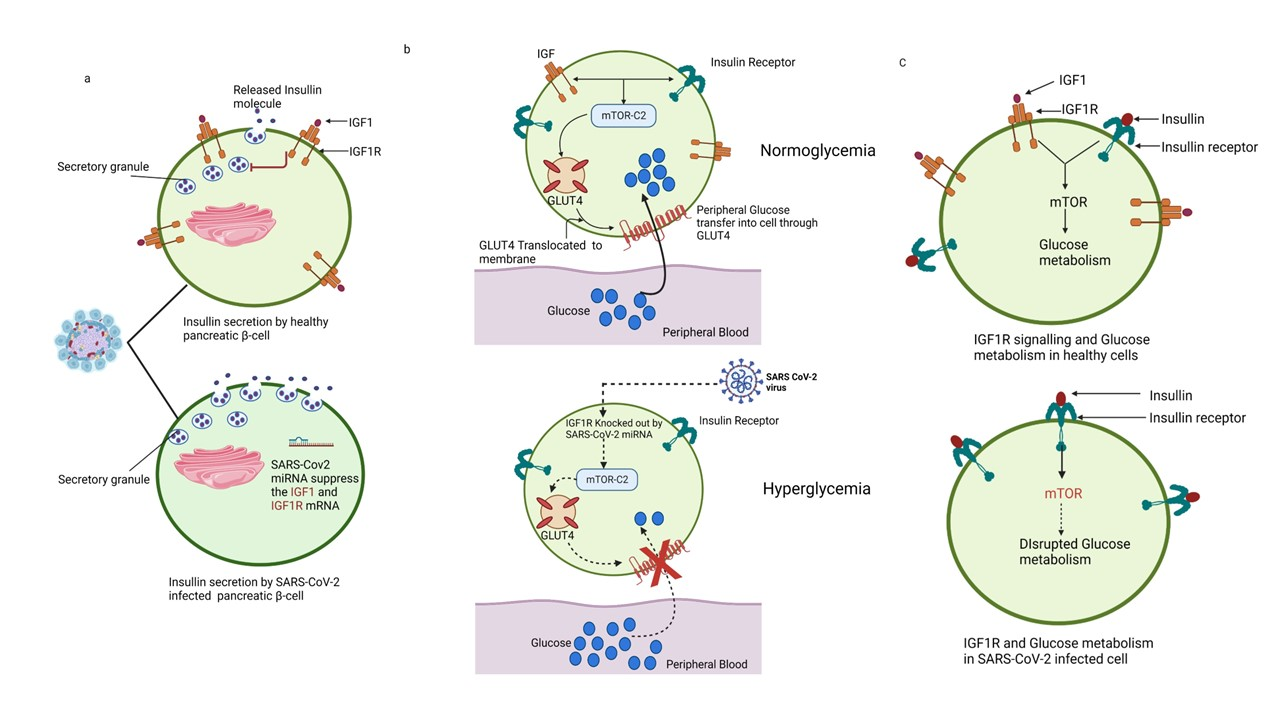 a
Released Insullin
molecule
IGF1
IGF1R
Secretory granule
Insullin secretion by healthy
pancreatic β-cell
Secretory granule
SARS-Cov2
miRNA suppress
the IGF1 and
IGF1R mRNA
Insullin secretion by SARS-CoV-2
infected pancreatic β-cell
b
IGF
Insulin Receptor
mTOR-C2
Normoglycemia
GLUT4
Peripheral Glucose
transfer into cell through
GLUT4
GLUT4 Translocated to
membrane
Glucose
Peripheral Blood
SARS CoV-2
virus
IGF1R Knocked out by
SARS-CoV-2 miRNA
Insulin Receptor
mTOR-C2
Hyperglycemia
GLUT4
Glucose
Peripheral Blood
C
IGF1
IGF1R
Insullin
Insullin receptor
mTOR
Glucose
metabolism
IGF1R signalling and Glucose
metabolism in healthy cells
Insullin
Insullin receptor
mTOR
DIsrupted Glucose
metabolism
IGF1R and Glucose metabolism
in SARS-CoV-2 infected cell